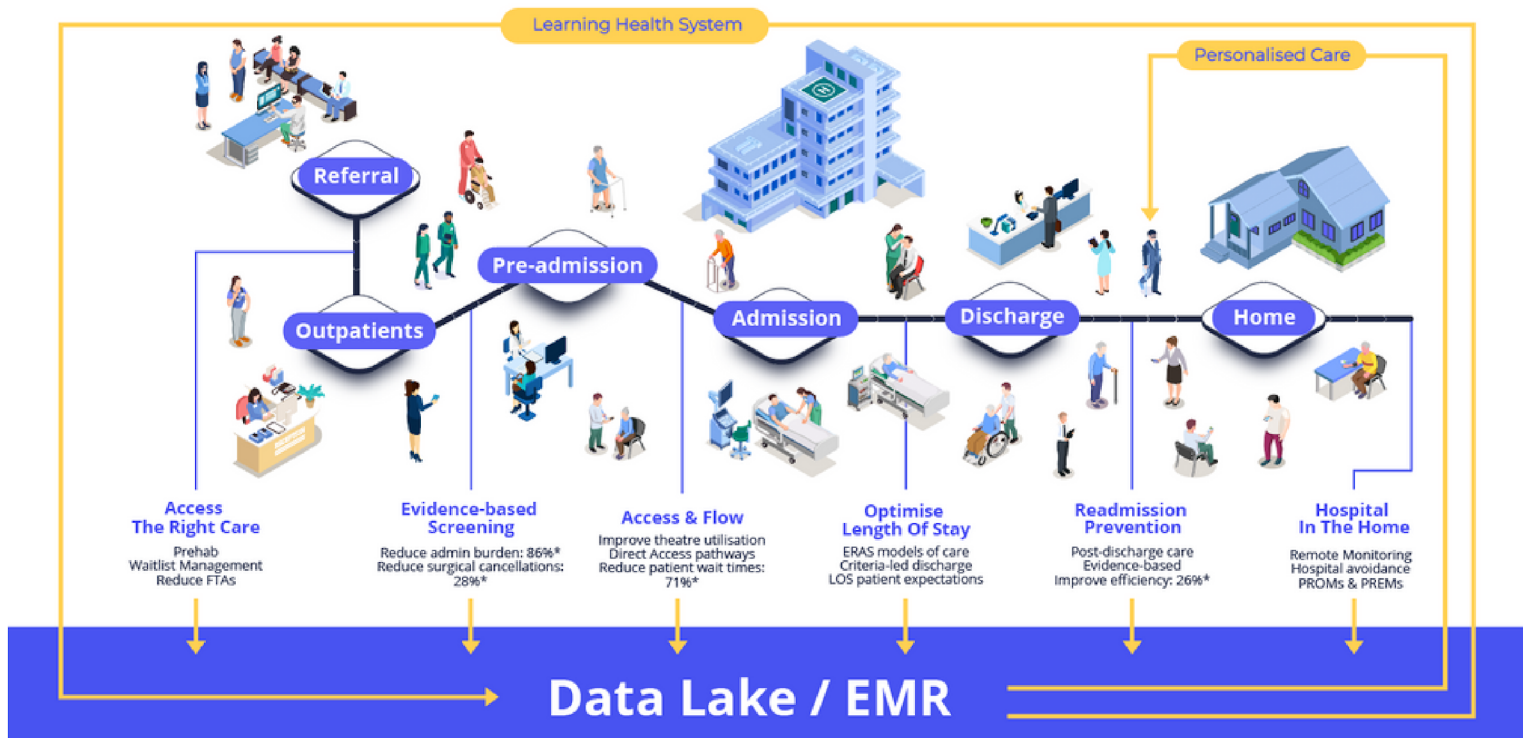 Learning Health System
Personalised Care
Referral
Pre-admission
Outpatients
Admission
Discharge
Home
Access
The Right Care
Prehab
Waitlist Management
Reduce FTAs
Evidence-based
Screening
Reduce admin burden: 86%*
Reduce surgical cancellations:
28%*
Access & Flow
Improve theatre utilisation
Direct Access pathways
Reduce patient wait times:
71%*
Optimise
Length Of Stay
ERAS models of care
Criteria-led discharge
LOS patient expectations
Readmission
Prevention
Post-discharge care
Evidence-based
Improve efficiency: 26%*
Hospital
In The Home
Remote Monitoring
Hospital avoidance
PROMs & PREMs
Data Lake / EMR
H